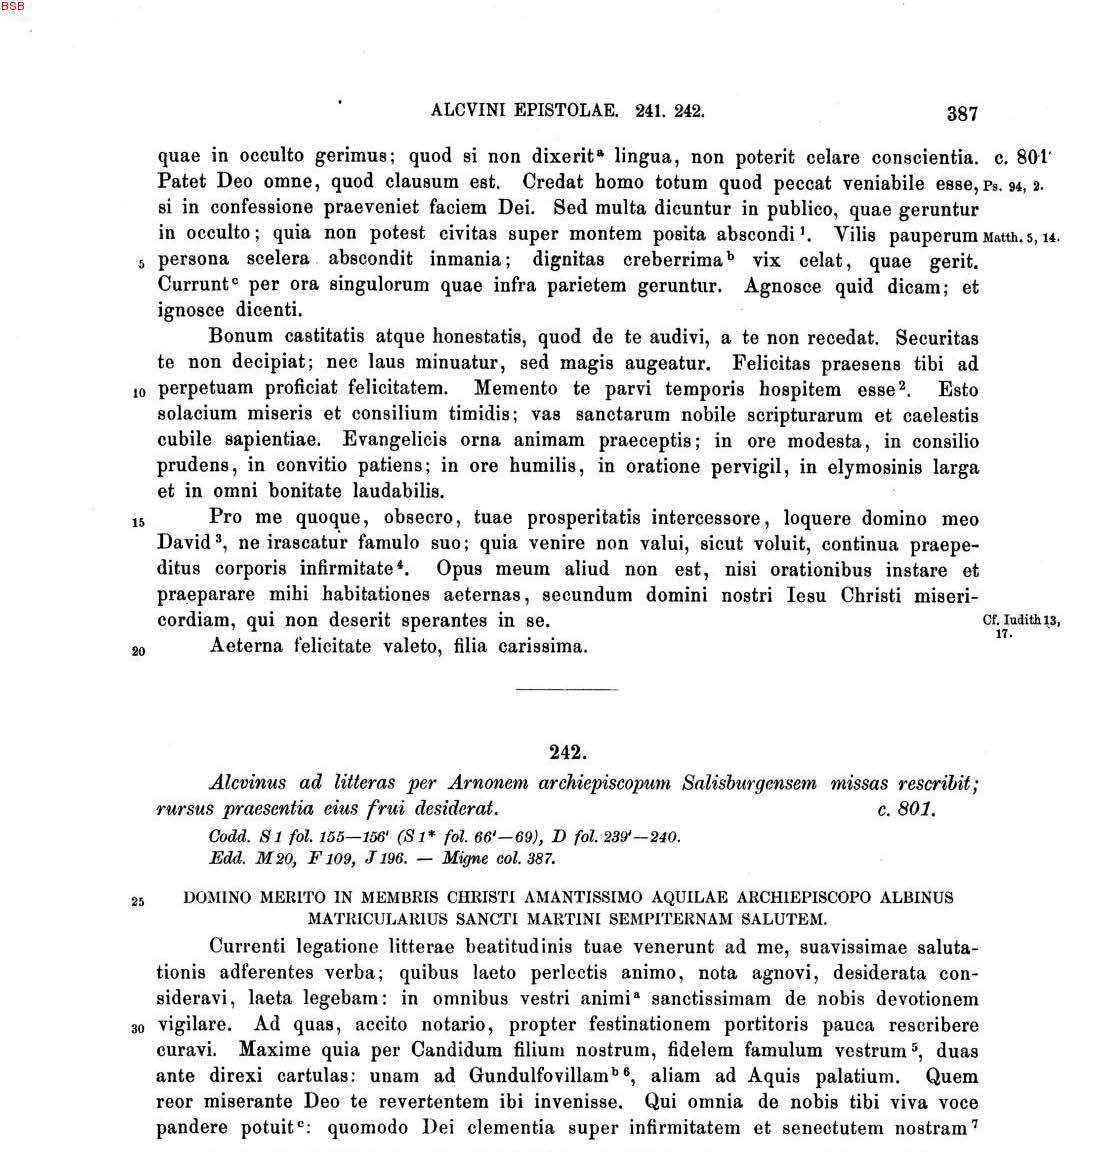 BSB
ALCVINI EPISTOLAE. 241. 242. 387
quae in occulto gerimus; quod si non dixerit a lingua, non poterit celare conscientia. c. 801
Patet Deo omne, quod clausum est. Credat homo totum quod peccat veniabile esse, Ps. 94, 2.
si in confessione praeveniet faciem Dei. Sed multa dicuntur in publico, quae geruntur
in occulto; quia non potest civitas super montem posita abscondi 1. Vilis pauperum Matth. 5, 14.
5 persona scelera abscondit inmania; dignitas creberrima b vix celat, quae gerit.
Currunt c per ora singulorum quae infra parietem geruntur. Agnosce quid dicam; et
ignosce dicenti.
Bonum castitatis atque honestatis, quod de te audivi, a te non recedat. Securitas
te non decipiat; nec laus minuatur, sed magis augeatur. Felicitas praesens tibi ad
10 perpetuam proficiat felicitatem. Memento te parvi temporis hospitem esse 2. Esto
solacium miseris et consilium timidis; vas sanctarum nobile scripturarum et caelestis
cubile sapientiae. Evangelicis orna animam praeceptis; in ore modesta, in consilio
prudens, in convitio patiens; in ore humilis, in oratione pervigil, in elymosinis larga
et in omni bonitate laudabilis.
15 Pro me quoque, obsecro, tuae prosperitatis intercessore, loquere domino meo
David 3, ne irascatur famulo suo; quia venire non valui, sicut voluit, continua praepe-
ditus corporis infirmitate 4. Opus meum aliud non est, nisi orationibus instare et
praeparare mihi habitationes aeternas, secundum domini nostri Iesu Christi miseri-
cordiam, qui non deserit sperantes in se. Cf. Iudith 13,
17.
20 Aeterna felicitate valeto, filia carissima.
242.
Alcvinus ad litteras per Arnonem archiepiscopum Salisburgensem missas rescribit;
rursus praesentia eius frui desiderat. c. 801.
Codd. S 1 fol. 155—156' (S 1* fol. 66'—69), D fol. 239'—240.
Edd. M 20, F 109, J 196. — Migne col. 387.
25 DOMINO MERITO IN MEMBRIS CHRISTI AMANTISSIMO AQUILAE ARCHIEPISCOPO ALBINUS
MATRICULARIUS SANCTI MARTINI SEMPITERNAM SALUTEM.
Currenti legatione litterae beatitudinis tuae venerunt ad me, suavissimae saluta-
tionis adferentes verba; quibus laeto perlectis animo, nota agnovi, desiderata con-
sideravi, laeta legebam: in omnibus vestri animi a sanctissimam de nobis devotionem
30 vigilare. Ad quas, accito notario, propter festinationem portitoris pauca rescribere
curavi. Maxime quia per Candidum filium nostrum, fidelem famulum vestrum 5, duas
ante direxi cartulas: unam ad Gundulfovillam b 6, aliam ad Aquis palatium. Quem
reor miserante Deo te revertentem ibi invenisse. Qui omnia de nobis tibi viva voce
pandere potuit c: quomodo Dei clementia super infirmitatem et senectutem nostram 7